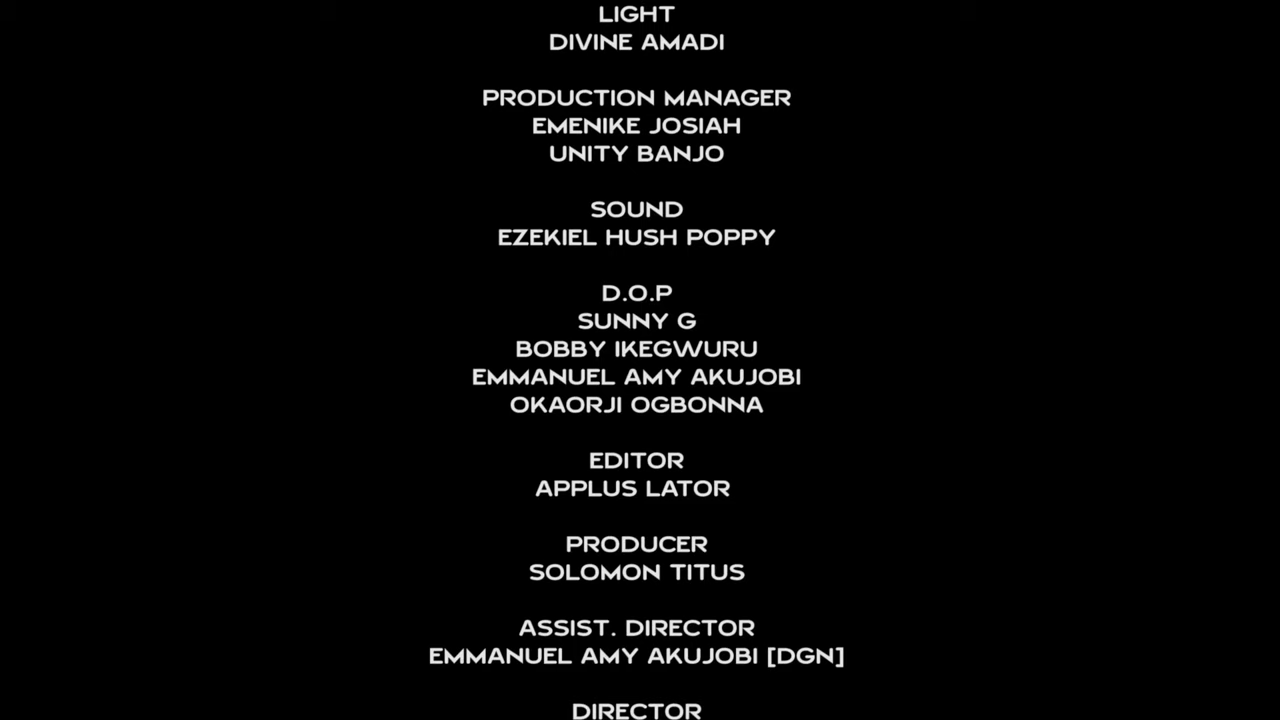 LIGHT
DIVINE AMADI
PRODUCTION MANAGER
EMENIKE JOSIAH
UNITY BANJO
SOUND
EZEKIEL HUSH POPPY
D.O.P
SUNNY G
BOBBY IKEGWURU
EMMANUEL AMY AKUJOBI
OKAORJI OGBONNA
EDITOR
APPLUS LATOR
PRODUCER
SOLOMON TITUS
ASSIST. DIRECTOR
EMMANUEL AMY AKUJOBI [DGN]
DIRECTOR